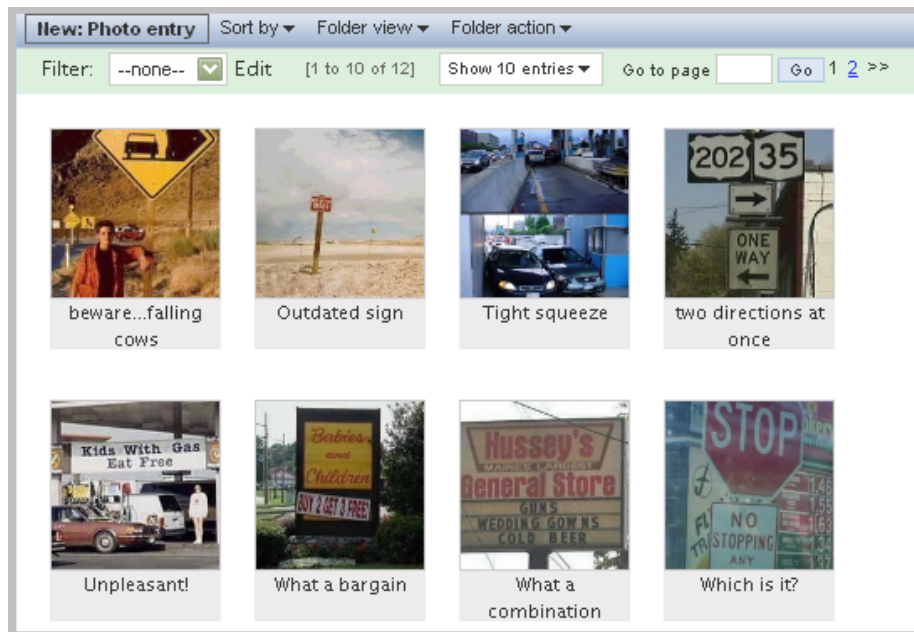 New: Photo entry Sort by Folder view Folder action
Filter: --none-- Edit [1 to 10 of 12] Show 10 entries Go to page Go 1 2 >>
202 35
ONE
WAY
beware...falling
cows
Outdated sign
Tight squeeze
two directions at
once
Kids With Gas
Eat Free
Babies
and
Children
BUY 2 GET 3 FREE!
Hussey's
MAINE'S LARGEST
General Store
GUNS
WEDDING GOWNS
COLD BEER
STOP
NO
STOPPING
ANY
Unpleasant!
What a bargain
What a
combination
Which is it?